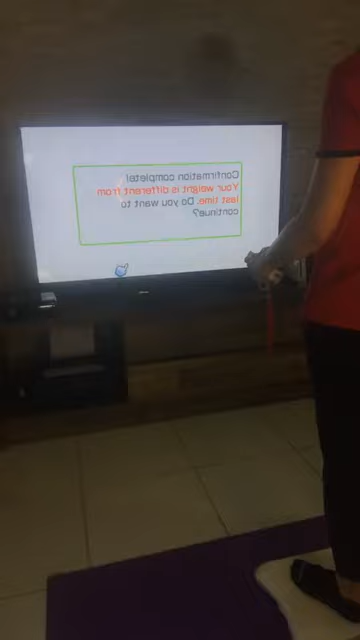 Confirmation complete!
Your weight is different from
last time. Do you want to
continue?